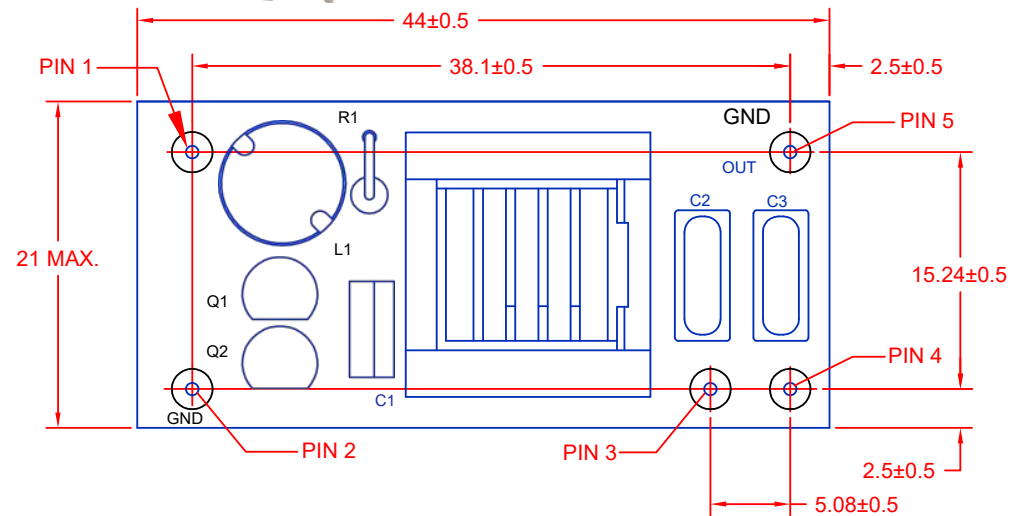 44±0.5
PIN 1
38.1±0.5
2.5±0.5
R1
GND
PIN 5
OUT
C2
C3
L1
21 MAX.
15.24±0.5
Q1
Q2
PIN 4
C1
GND
PIN 2
PIN 3
2.5±0.5
5.08±0.5